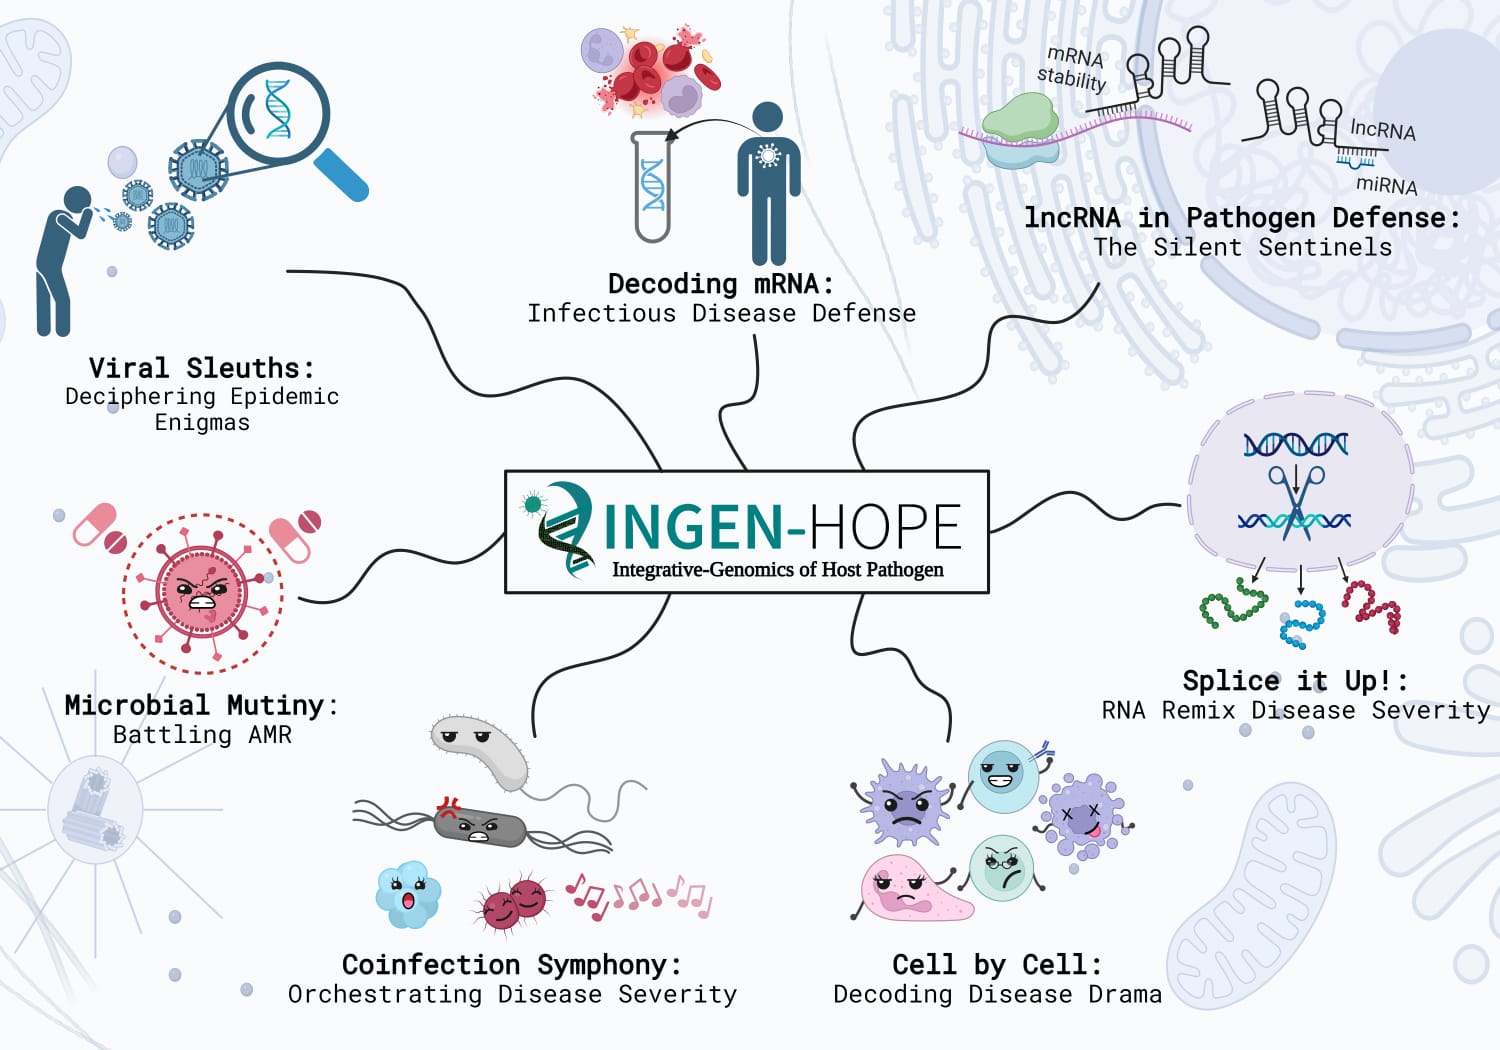 mRNA
stability
lncRNA
miRNA
lncRNA in Pathogen Defense:
The Silent Sentinels
Decoding mRNA:
Infectious Disease Defense
Viral Sleuths:
Deciphering Epidemic
Enigmas
INGEN-HOPE
Integrative-Genomics of Host Pathogen
Microbial Mutiny:
Battling AMR
Splice it Up!:
RNA Remix Disease Severity
Coinfection Symphony:
Orchestrating Disease Severity
Cell by Cell:
Decoding Disease Drama